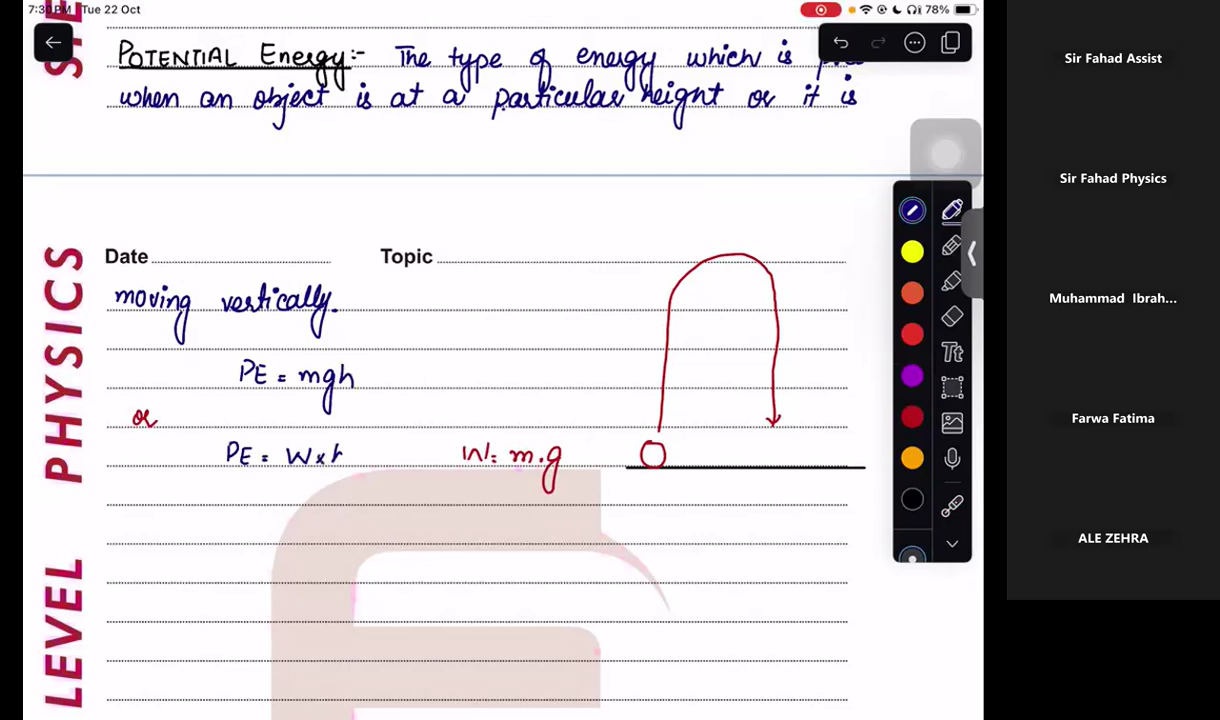 7:30 PM Tue 22 Oct
78%
POTENTIAL Energy:- The type of energy which is
when an object is at a particular height or it is
Date
Topic
moving vertically.
PE = mgh
or
PE = W×h
W = m.g
LEVEL PHYSICS
Tt
Sir Fahad Assist
Sir Fahad Physics
Muhammad Ibrah...
Farwa Fatima
ALE ZEHRA